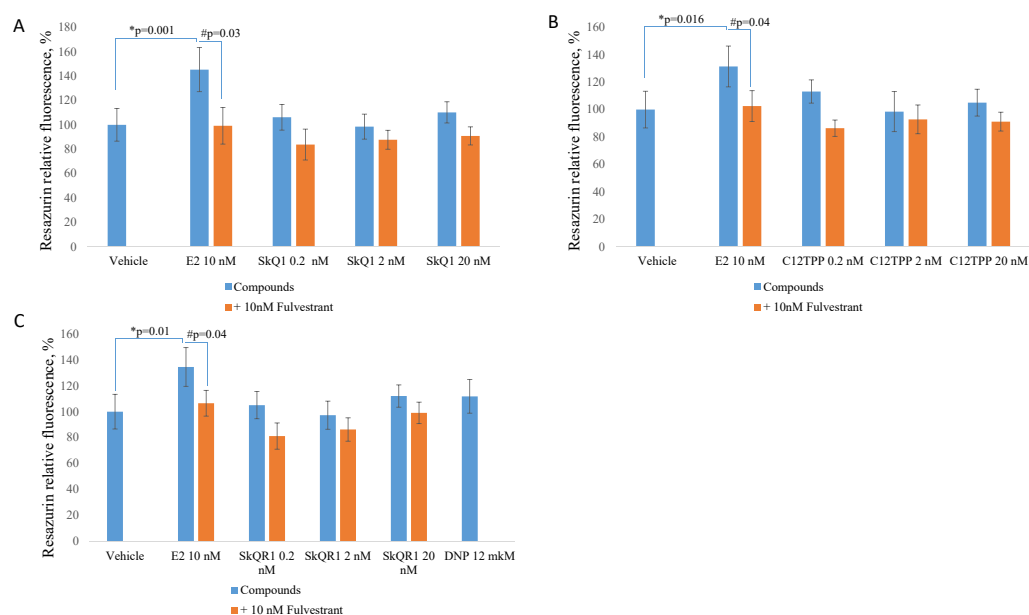 A
Resazurin relative fluorescence, %
180
160
140
120
100
80
60
40
20
0
*p=0.001
#p=0.03
Vehicle
E2 10 nM
SkQ1 0.2 nM
SkQ1 2 nM
SkQ1 20 nM
Compounds
+ 10nM Fulvestrant
B
Resazurin relative fluorescence, %
160
140
120
100
80
60
40
20
0
*p=0.016
#p=0.04
Vehicle
E2 10 nM
C12TPP 0.2 nM
C12TPP 2 nM
C12TPP 20 nM
Compounds
+ 10nM Fulvestrant
C
Resazurin relative fluorescence, %
160
140
120
100
80
60
40
20
0
*p=0.01
#p=0.04
Vehicle
E2 10 nM
SkQR1 0.2
nM
SkQR1 2 nM
SkQR1 20
nM
DNP 12 mkM
Compounds
+ 10 nM Fulvestrant